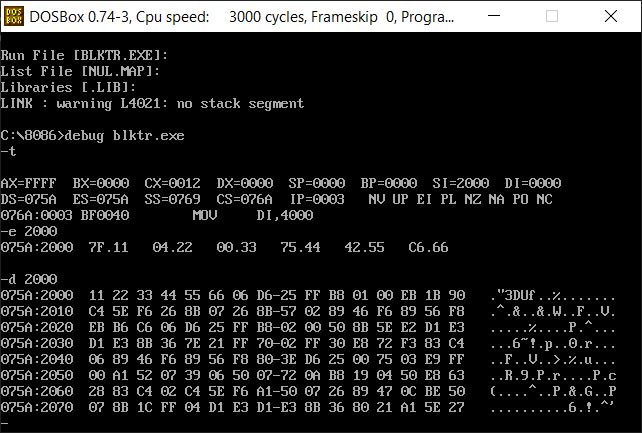 DOSBox 0.74-3, Cpu speed:    3000 cycles, Frameskip  0, Progra...
Run File [BLKTR.EXE]:
List File [NUL.MAP]:
Libraries [.LIB]:
LINK : warning L4021: no stack segment
C:\8086>debug blktr.exe
-t
AX=FFFF  BX=0000  CX=0012  DX=0000  SP=0000  BP=0000  SI=2000  DI=0000
DS=075A  ES=075A  SS=0769  CS=076A  IP=0003   NV UP EI PL NZ NA PO NC
076A:0003 BF0040        MOV     DI,4000
-e 2000
075A:2000  7F.11   04.22   00.33   75.44   42.55   C6.66
-d 2000
075A:2000  11 22 33 44 55 66 06 D6-25 FF B8 01 00 EB 1B 90   ."3DUf..%.......
075A:2010  C4 5E F6 26 8B 07 26 8B-57 02 89 46 F6 89 56 F8   .^.&..&.W..F..V.
075A:2020  EB B6 C6 06 D6 25 FF B8-02 00 50 8B 5E E2 D1 E3   .....%....P.^...
075A:2030  D1 E3 8B 36 7E 21 FF 70-02 FF 30 E8 72 F3 83 C4   ...6~!.p..0.r...
075A:2040  06 89 46 F6 89 56 F8 80-3E D6 25 00 75 03 E9 FF   ..F..V..>.%.u...
075A:2050  00 A1 52 07 39 06 50 07-72 0A B8 19 04 50 E8 63   ..R.9.P.r....P.c
075A:2060  28 83 C4 02 C4 5E F6 A1-50 07 26 89 47 0C BE 50   (....^..P.&.G..P
075A:2070  07 8B 1C FF 04 D1 E3 D1-E3 8B 36 80 21 A1 5E 27   ..........6.!.^'
-